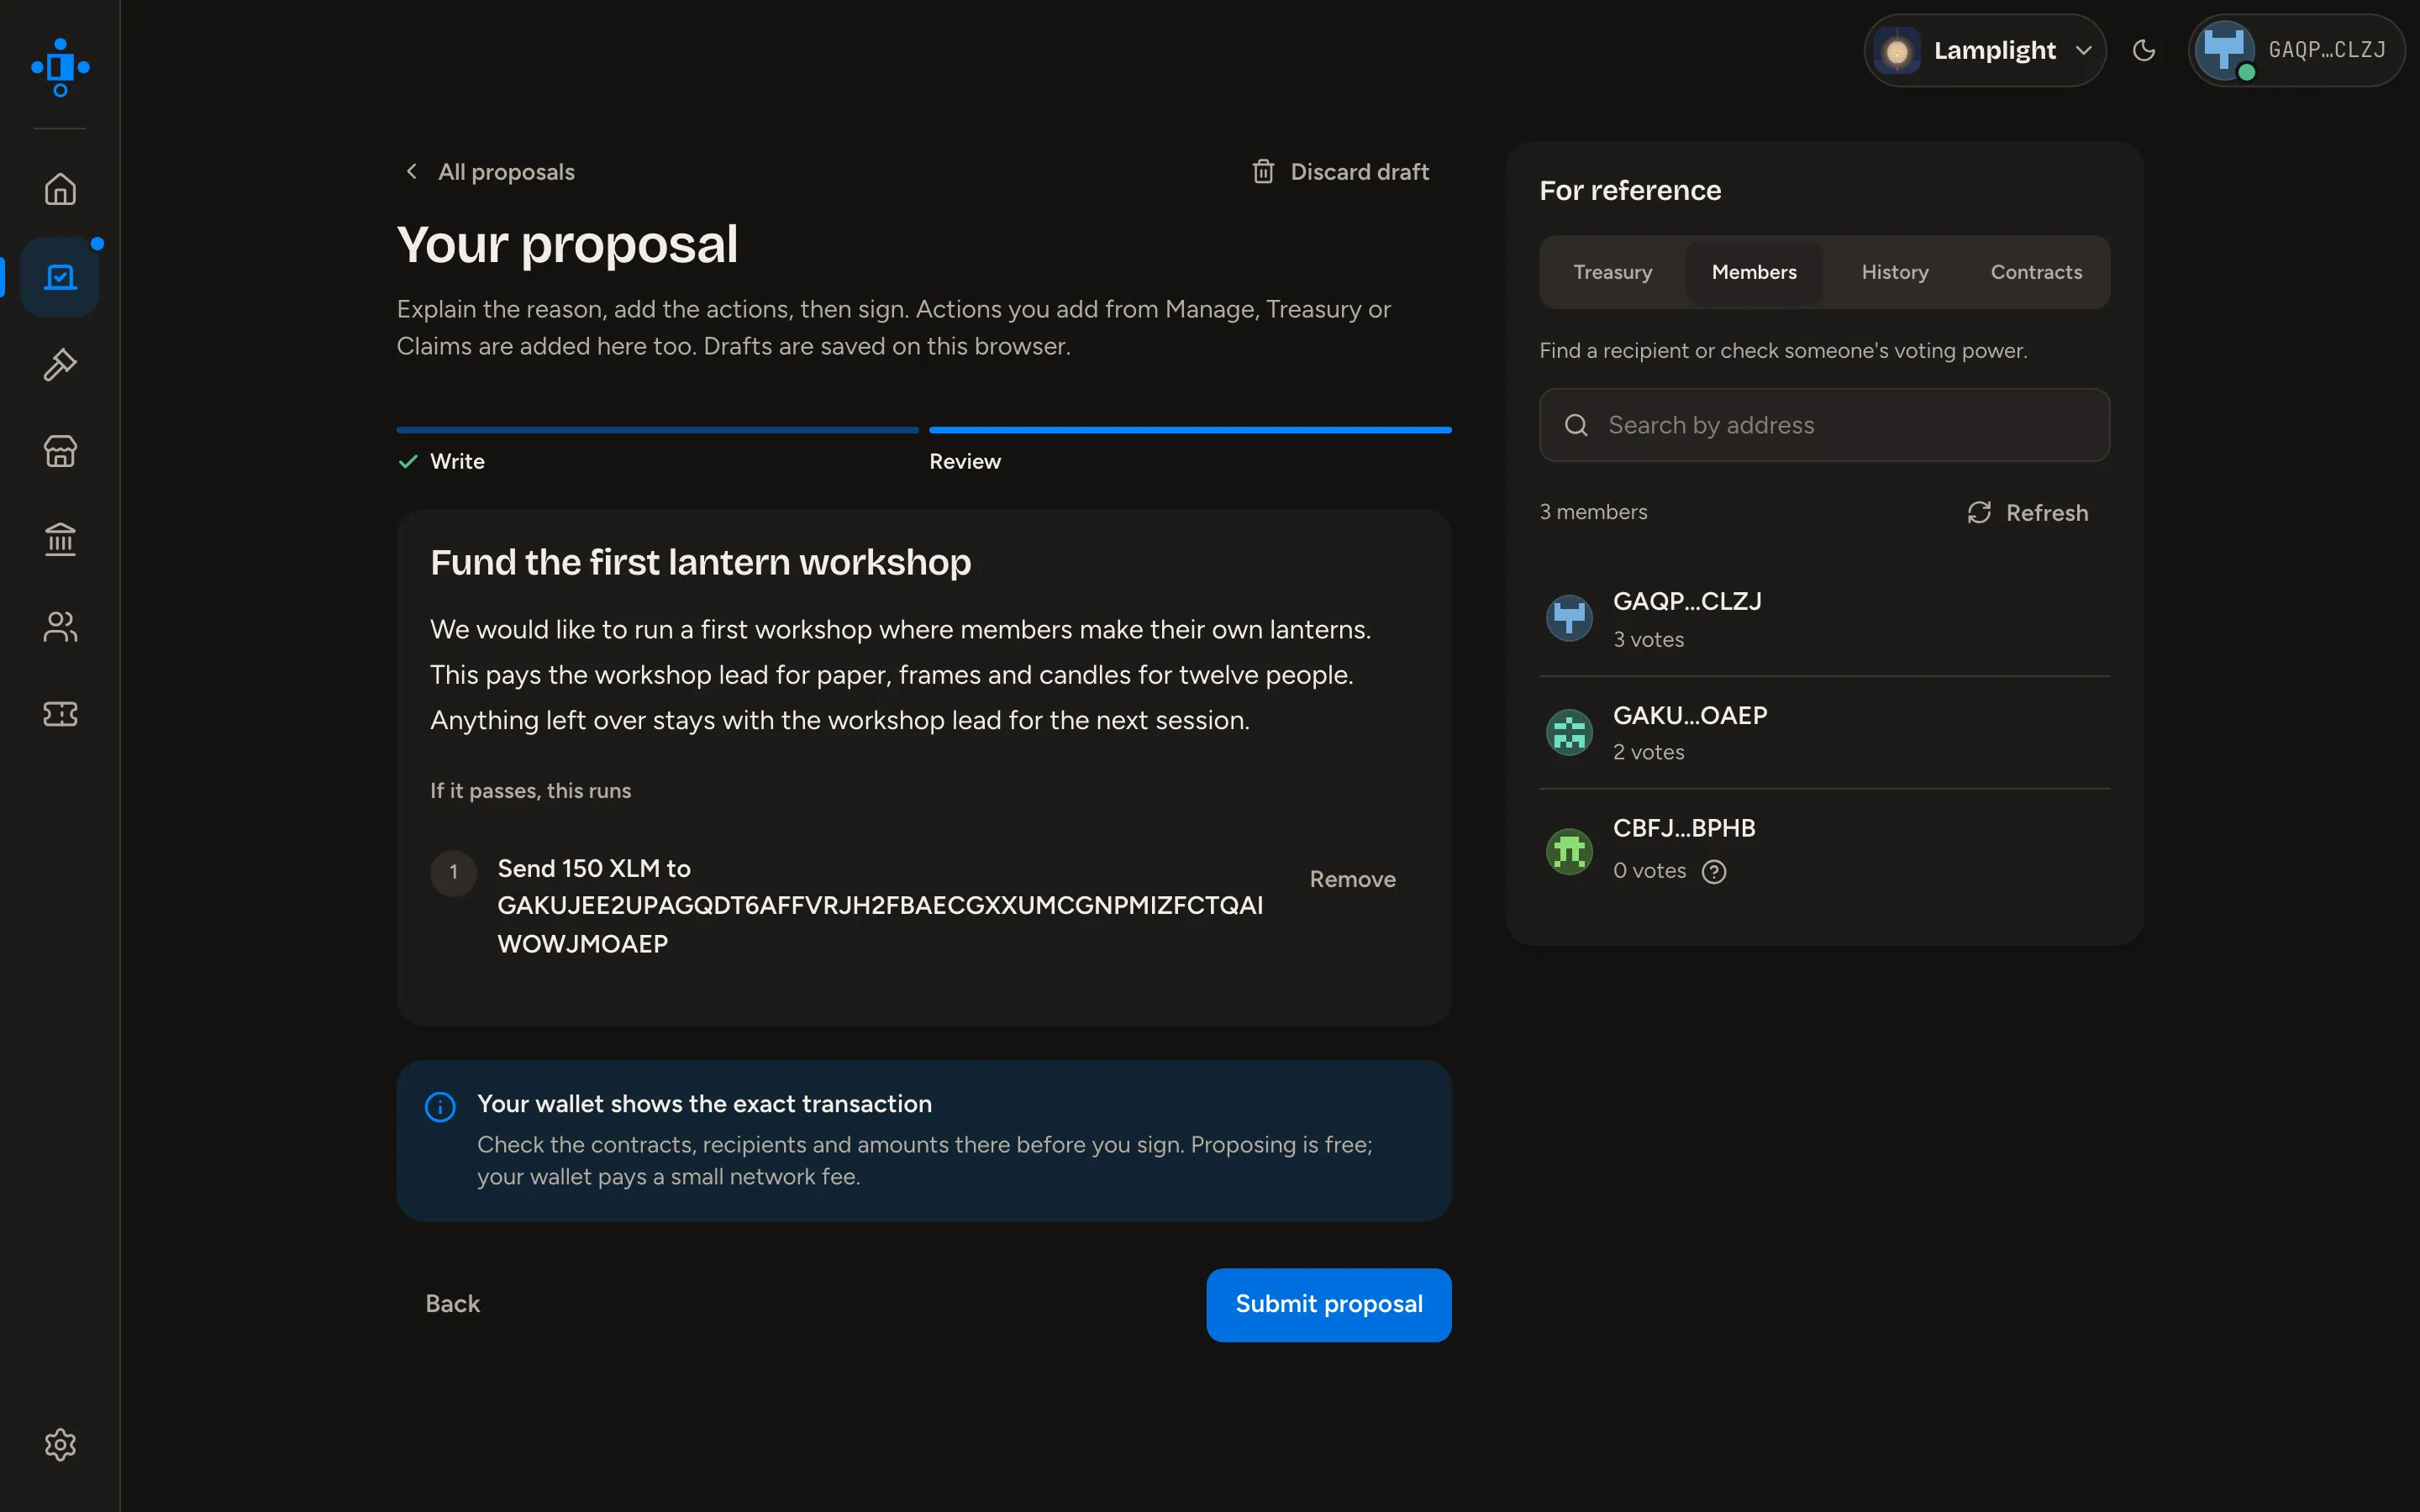 Lamplight
GAQP...CLZJ
All proposals
Discard draft
Your proposal
Explain the reason, add the actions, then sign. Actions you add from Manage, Treasury or
Claims are added here too. Drafts are saved on this browser.
Write
Review
Fund the first lantern workshop
We would like to run a first workshop where members make their own lanterns.
This pays the workshop lead for paper, frames and candles for twelve people.
Anything left over stays with the workshop lead for the next session.
If it passes, this runs
1
Send 150 XLM to
GAKUJEE2UPAGQDT6AFFVRJH2FBAECGXXUMCGNPMIZFCTQAI
WOWJMOAEP
Remove
Your wallet shows the exact transaction
Check the contracts, recipients and amounts there before you sign. Proposing is free;
your wallet pays a small network fee.
Back
Submit proposal
For reference
Treasury
Members
History
Contracts
Find a recipient or check someone's voting power.
Search by address
3 members
Refresh
GAQP...CLZJ
3 votes
GAKU...OAEP
2 votes
CBFJ...BPHB
0 votes